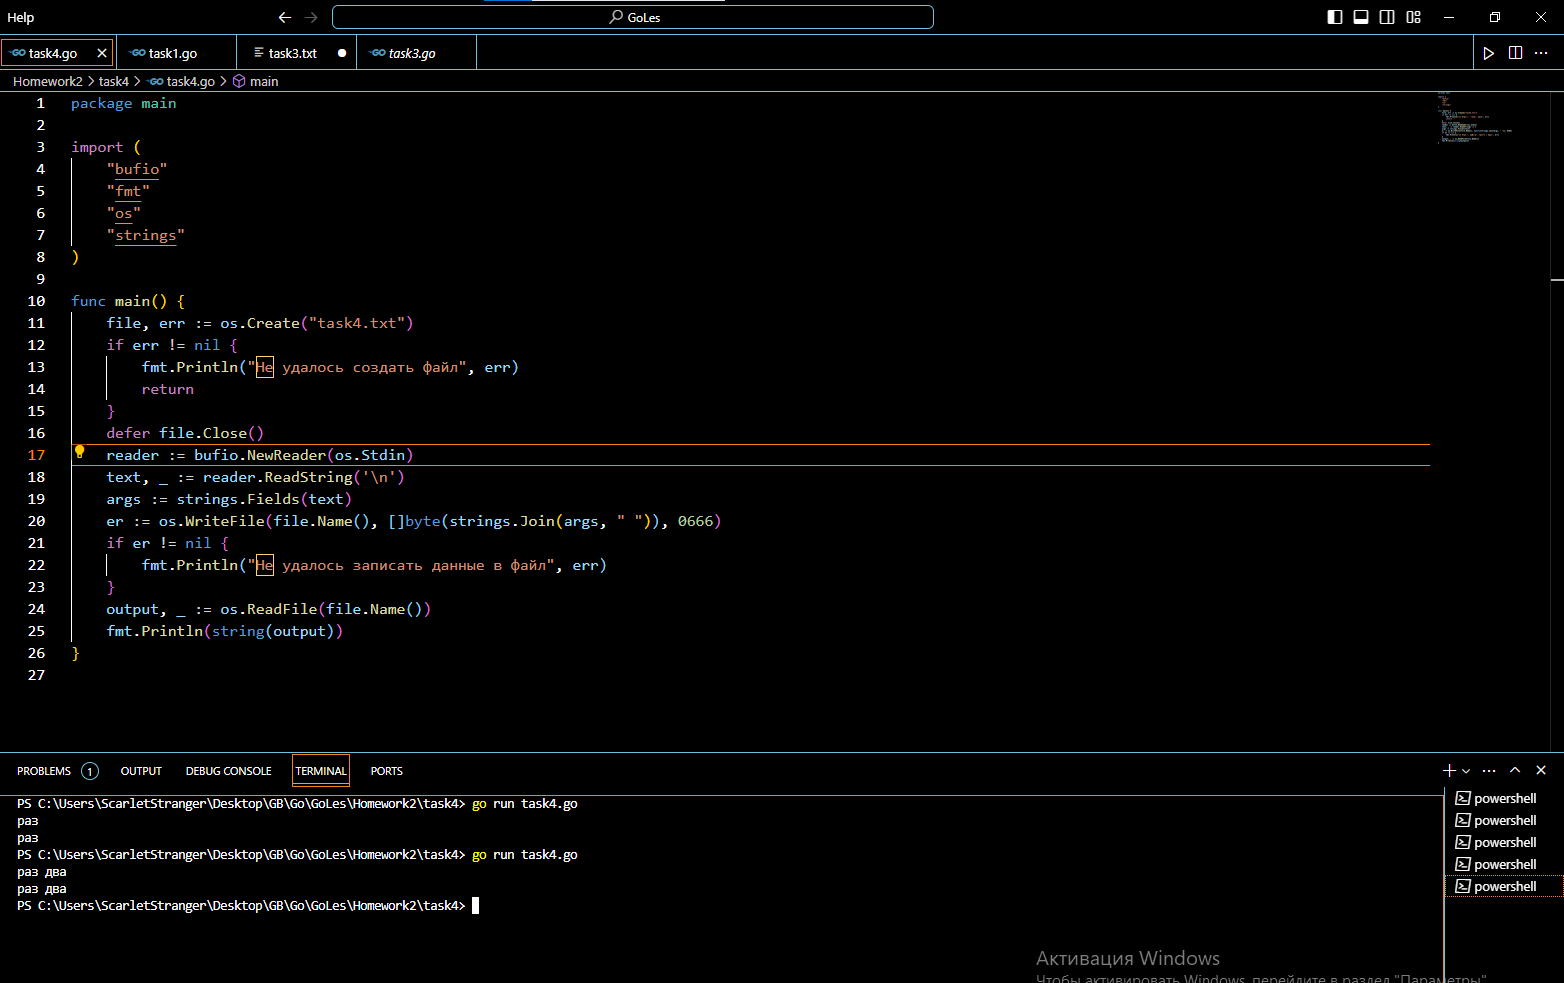 Help
GoLes
task4.go
task1.go
task3.txt
task3.go
Homework2 > task4 > task4.go > main
1 package main
2
3 import (
4 "bufio"
5 "fmt"
6 "os"
7 "strings"
8 )
9
10 func main() {
11 file, err := os.Create("task4.txt")
12 if err != nil {
13 fmt.Println("Не удалось создать файл", err)
14 return
15 }
16 defer file.Close()
17 reader := bufio.NewReader(os.Stdin)
18 text, _ := reader.ReadString('\n')
19 args := strings.Fields(text)
20 er := os.WriteFile(file.Name(), []byte(strings.Join(args, " ")), 0666)
21 if er != nil {
22 fmt.Println("Не удалось записать данные в файл", err)
23 }
24 output, _ := os.ReadFile(file.Name())
25 fmt.Println(string(output))
26 }
27
PROBLEMS 1 OUTPUT DEBUG CONSOLE TERMINAL PORTS
PS C:\Users\ScarletStranger\Desktop\GB\Go\GoLes\Homework2\task4> go run task4.go
раз
раз
PS C:\Users\ScarletStranger\Desktop\GB\Go\GoLes\Homework2\task4> go run task4.go
раз два
раз два
PS C:\Users\ScarletStranger\Desktop\GB\Go\GoLes\Homework2\task4>
powershell
powershell
powershell
powershell
powershell
Активация Windows
Чтобы активировать Windows, перейдите в раздел "Параметры".